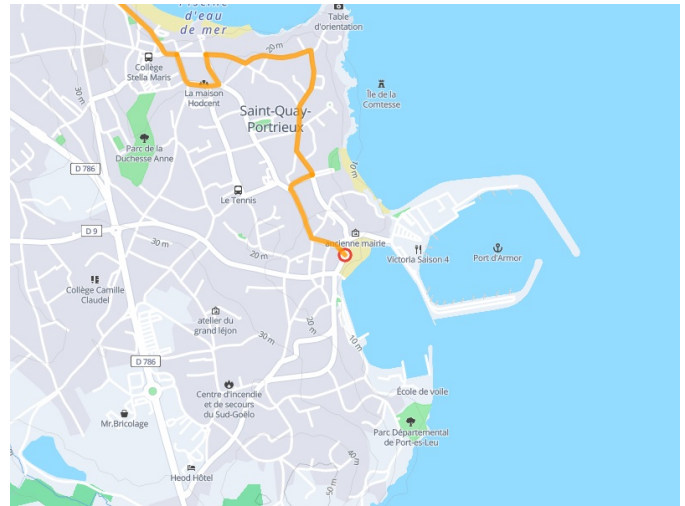 Piscine
d'eau
de mer
Table
d'orientation
20 m
Collège
Stella Maris
La maison
Hodcent
Île de la
Comtesse
30 m
Saint-Quay-
Portrieux
Parc de la
Duchesse Anne
10 m
D 786
Le Tennis
D 9
30 m
20 m
ancienne mairie
Victoria Saison 4
Port d'Armor
Collège Camille
Claudel
atelier du
grand léjon
20 m
30 m
10 m
D 786
Centre d'incendie
et de secours
du Sud-Goëlo
École de voile
Mr.Bricolage
Parc Départemental
de Port-es-Leu
40 m
Heod Hôtel
50 m